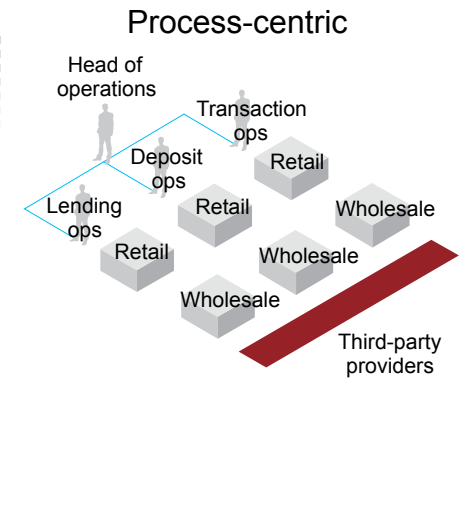 Process-centric
Head of
operations
Transaction
ops
Deposit
ops
Lending
ops
Retail
Retail
Retail
Wholesale
Wholesale
Wholesale
Third-party
providers